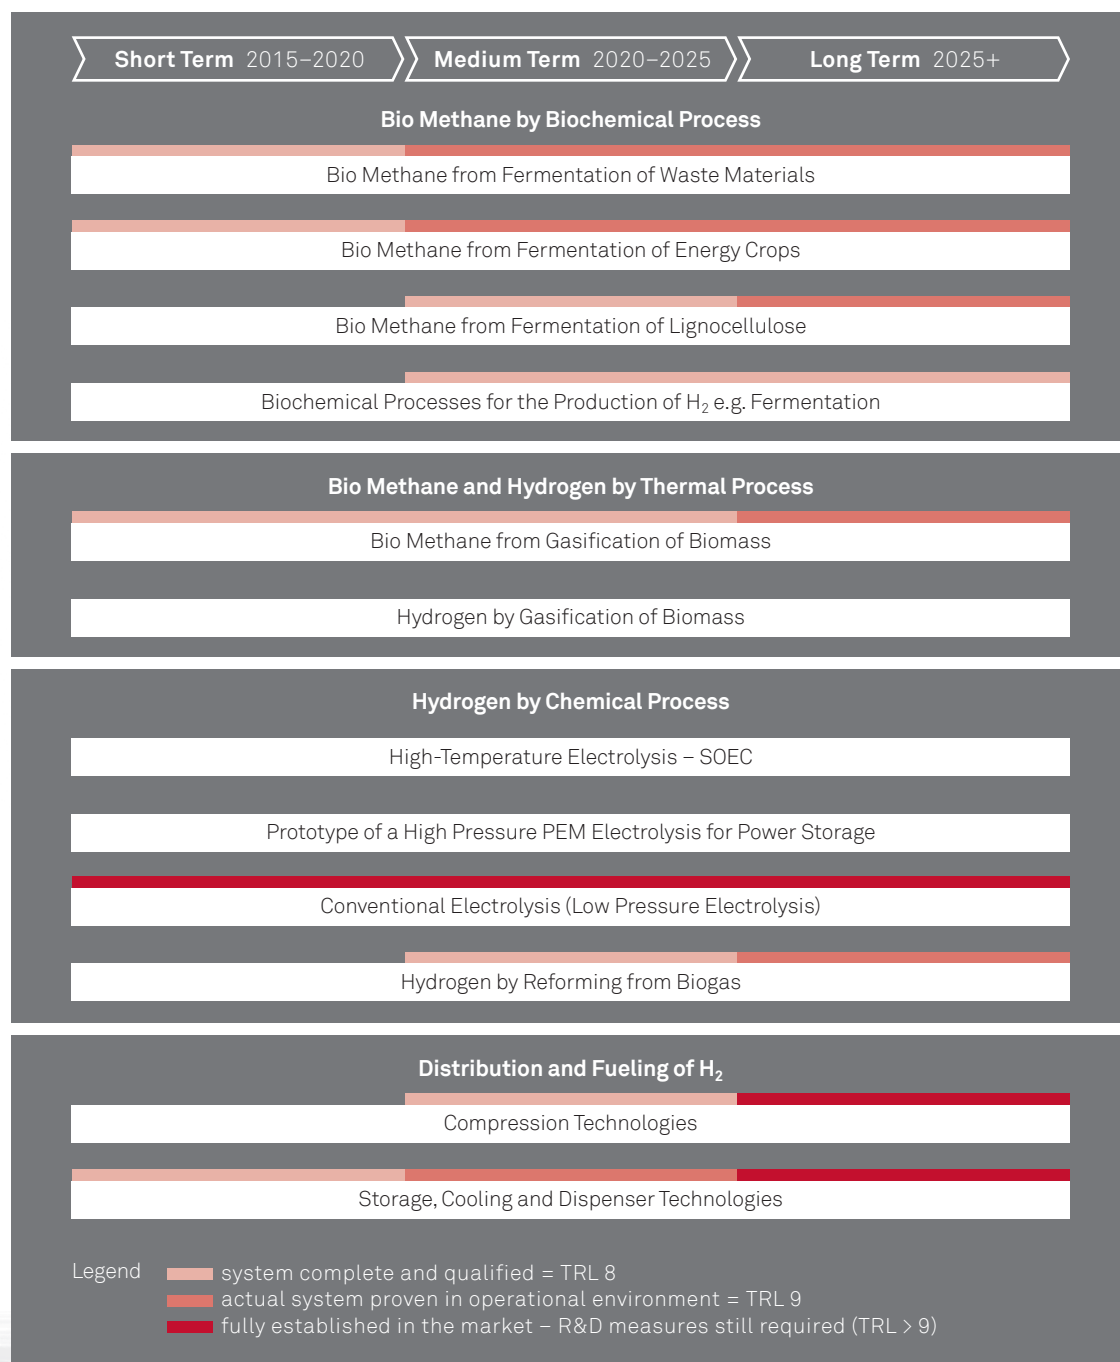 Short Term 2015–2020
Medium Term 2020–2025
Long Term 2025+
Bio Methane by Biochemical Process
Bio Methane from Fermentation of Waste Materials
Bio Methane from Fermentation of Energy Crops
Bio Methane from Fermentation of Lignocellulose
Biochemical Processes for the Production of H₂ e.g. Fermentation
Bio Methane and Hydrogen by Thermal Process
Bio Methane from Gasification of Biomass
Hydrogen by Gasification of Biomass
Hydrogen by Chemical Process
High-Temperature Electrolysis – SOEC
Prototype of a High Pressure PEM Electrolysis for Power Storage
Conventional Electrolysis (Low Pressure Electrolysis)
Hydrogen by Reforming from Biogas
Distribution and Fueling of H₂
Compression Technologies
Storage, Cooling and Dispenser Technologies
Legend
system complete and qualified = TRL 8
actual system proven in operational environment = TRL 9
fully established in the market – R&D measures still required (TRL > 9)